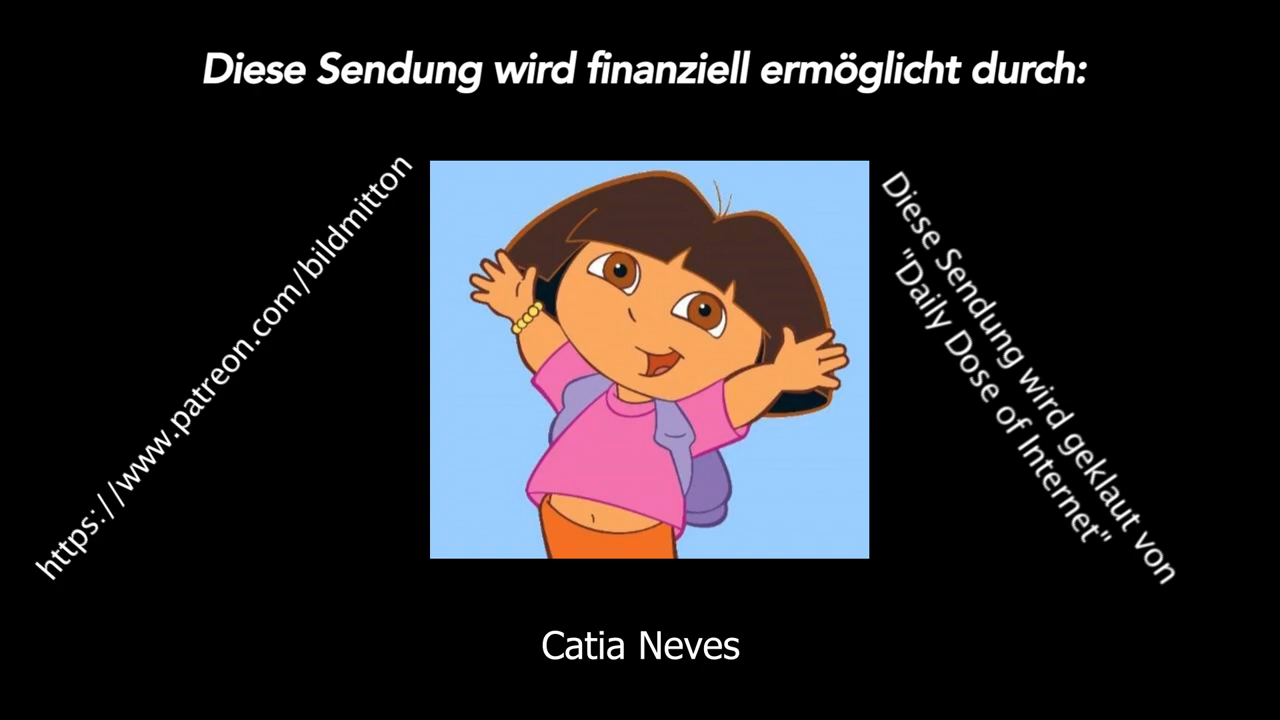 Diese Sendung wird finanziell ermöglicht durch:
https://www.patreon.com/bildmitton
Diese Sendung wird geklaut von
"Daily Dose of Internet"
Catia Neves